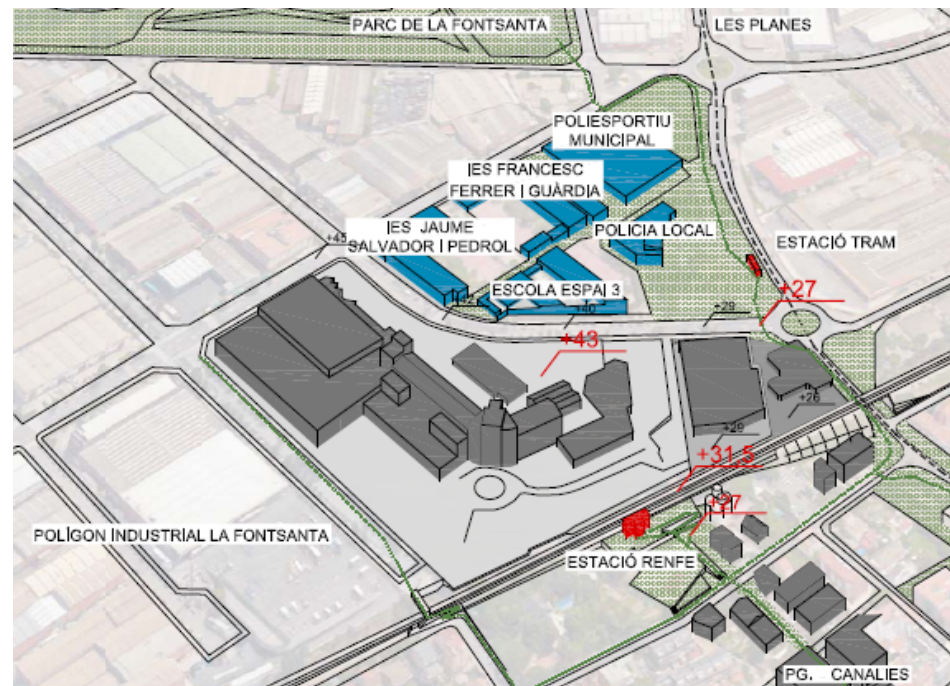 PARC DE LA FONTSANTA
LES PLANES
POLIESPORTIU
MUNICIPAL
IES FRANCESC
FERRER I GUÀRDIA
IES JAUME
SALVADOR I PEDROL
POLICIA LOCAL
ESTACIÓ TRAM
+45
ESCOLA ESPAI 3
+27
+40
+29
+43
+26
+29
+31,5
+27
POLÍGON INDUSTRIAL LA FONTSANTA
ESTACIÓ RENFE
PG. CANALIES